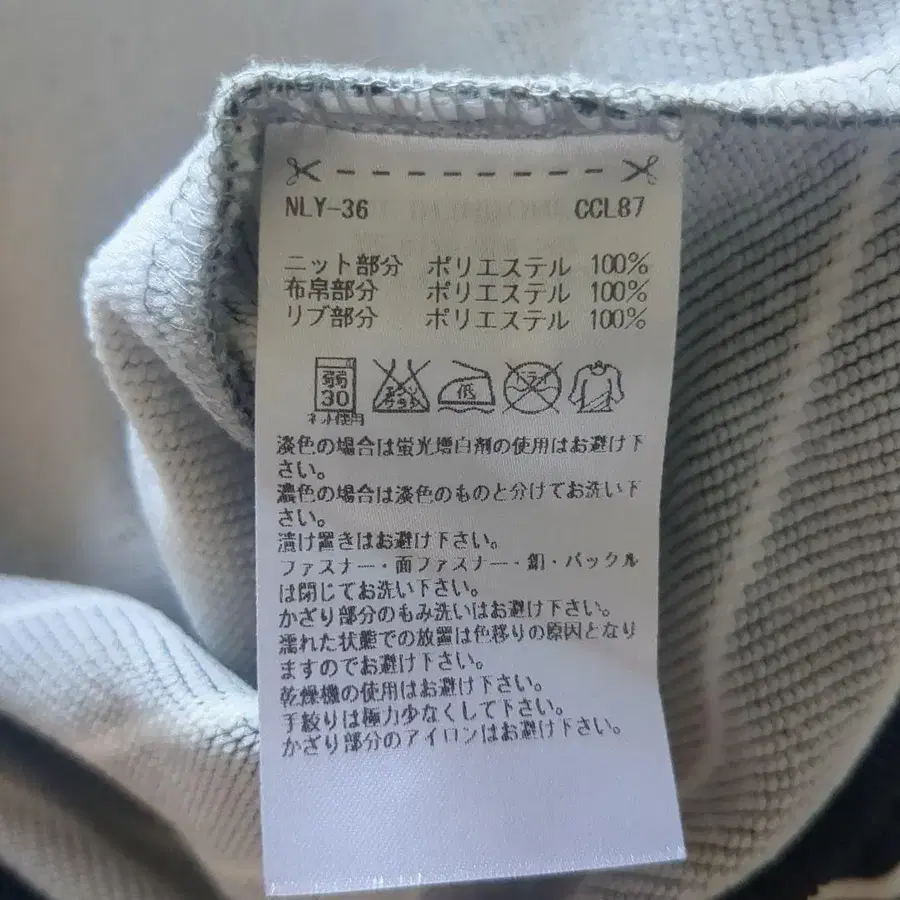 NLY-36 CCL87
ニット部分 ポリエステル 100%
布帛部分 ポリエステル 100%
リブ部分 ポリエステル 100%
弱 30 エンソ サラシ 低 ドライ
ネット使用
淡色の場合は蛍光増白剤の使用はお避け下
さい。
濃色の場合は淡色のものと分けてお洗い下
さい。
漬け置きはお避け下さい。
ファスナー・面ファスナー・釦・バックル
は閉じてお洗い下さい。
かざり部分のもみ洗いはお避け下さい。
濡れた状態での放置は色移りの原因となり
ますのでお避け下さい。
乾燥機の使用はお避け下さい。
手絞りは極力少なくして下さい。
かざり部分のアイロンはお避け下さい。